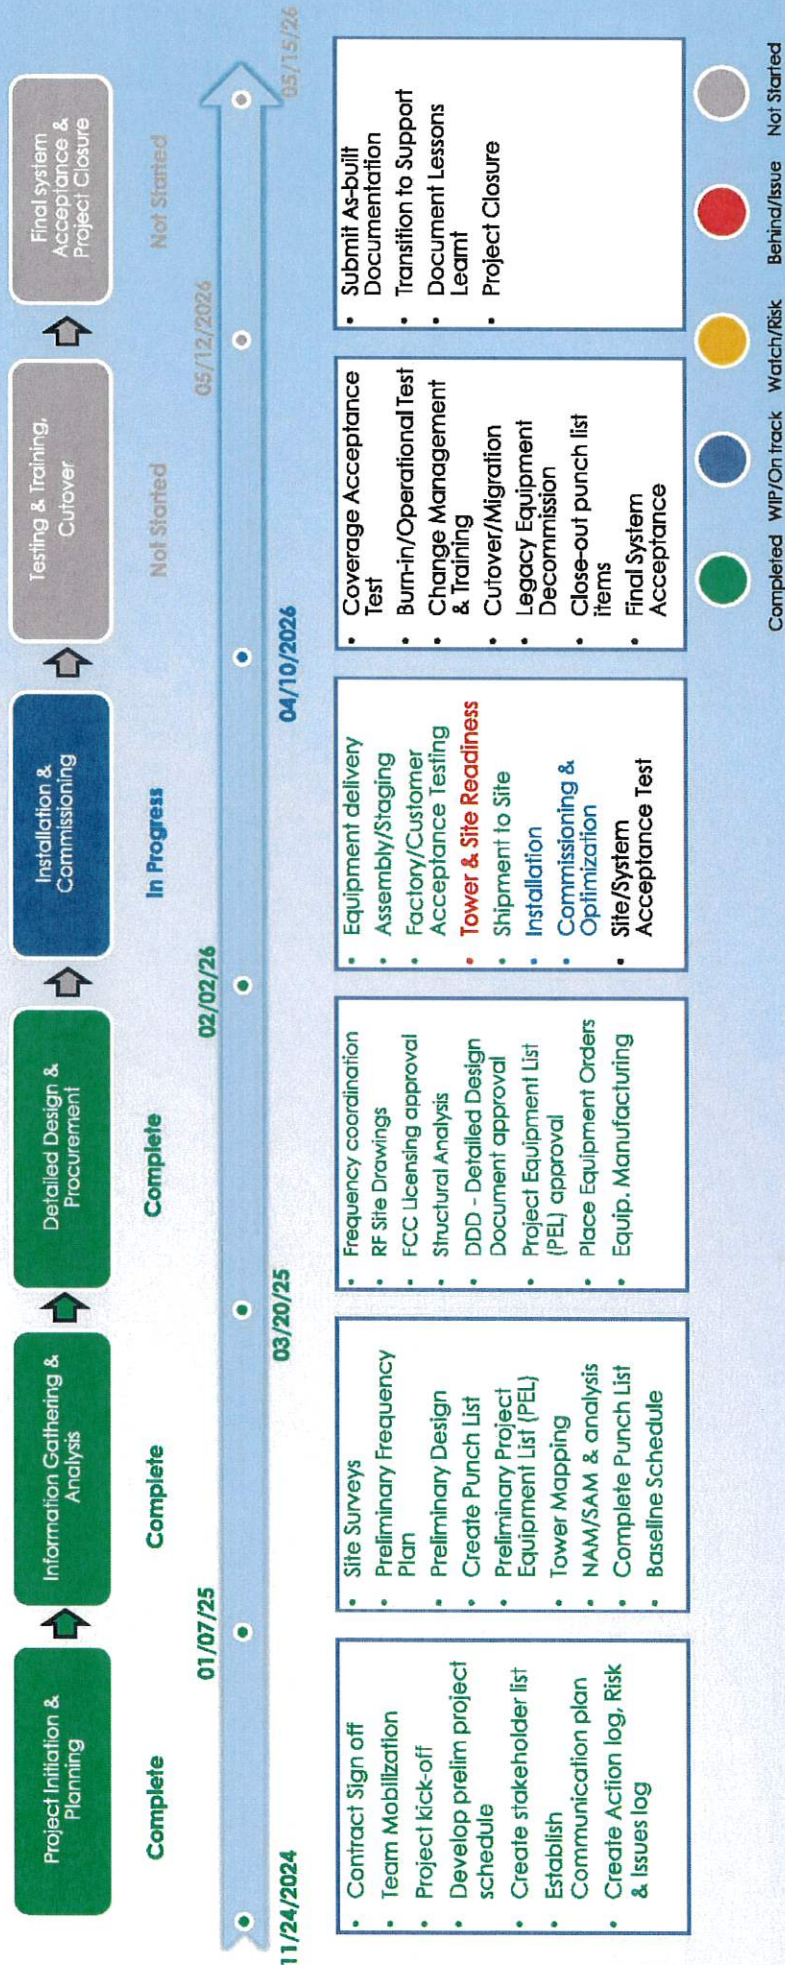 Project Initiation &
Planning
Information Gathering &
Analysis
Detailed Design &
Procurement
Installation &
Commissioning
Testing & Training,
Cutover
Final system
Acceptance &
Project Closure
Complete
Complete
Complete
In Progress
Not Started
Not Started
11/24/2024
01/07/25
03/20/25
02/02/26
04/10/2026
05/12/2026
05/15/26
• Contract Sign off
• Team Mobilization
• Project kick-off
• Develop prelim project
schedule
• Create stakeholder list
• Establish
Communication plan
• Create Action log, Risk
& Issues log
• Site Surveys
• Preliminary Frequency
Plan
• Preliminary Design
• Create Punch List
• Preliminary Project
Equipment List (PEL)
• Tower Mapping
• NAM/SAM & analysis
• Complete Punch List
• Baseline Schedule
• Frequency coordination
• RF Site Drawings
• FCC Licensing approval
• Structural Analysis
• DDD - Detailed Design
Document approval
• Project Equipment List
(PEL) approval
• Place Equipment Orders
• Equip. Manufacturing
• Equipment delivery
• Assembly/Staging
• Factory/Customer
Acceptance Testing
• Tower & Site Readiness
• Shipment to Site
• Installation
• Commissioning &
Optimization
• Site/System
Acceptance Test
• Coverage Acceptance
Test
• Burn-in/Operational Test
• Change Management
& Training
• Cutover/Migration
• Legacy Equipment
Decommission
• Close-out punch list
items
• Final System
Acceptance
• Submit As-built
Documentation
• Transition to Support
• Document Lessons
Learnt
• Project Closure
Completed
WIP/On track
Watch/Risk
Behind/Issue
Not Started